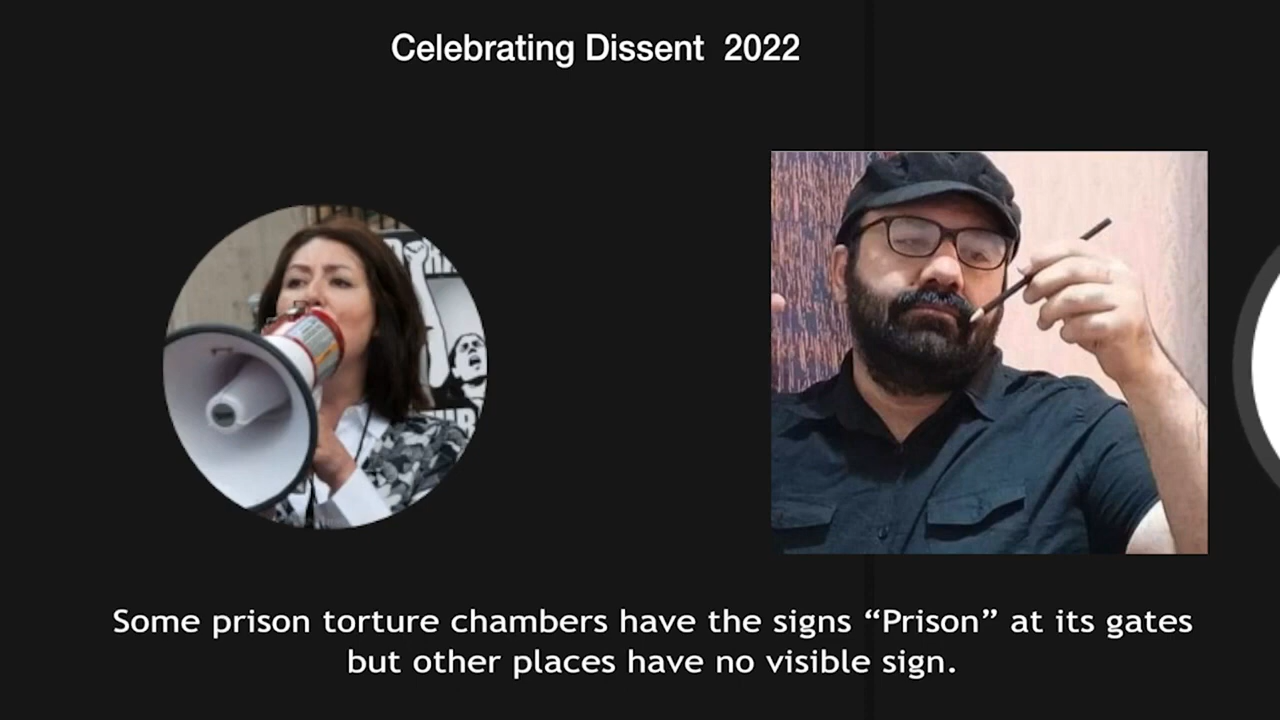 Celebrating Dissent 2022
Some prison torture chambers have the signs “Prison” at its gates
but other places have no visible sign.